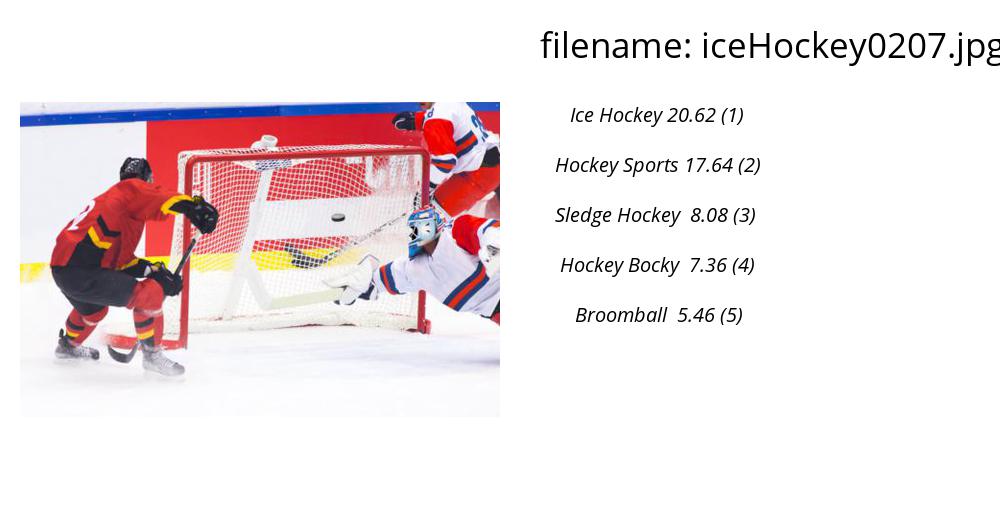 filename: iceHockey0207.jpg
Ice Hockey 20.62 (1)
Hockey Sports 17.64 (2)
Sledge Hockey 8.08 (3)
Hockey Bocky 7.36 (4)
Broomball 5.46 (5)